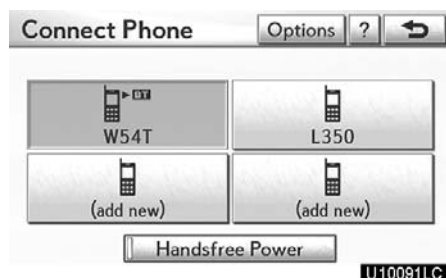 Connect Phone Options ?
BT
W54T L350
(add new) (add new)
Handsfree Power
U10091LC